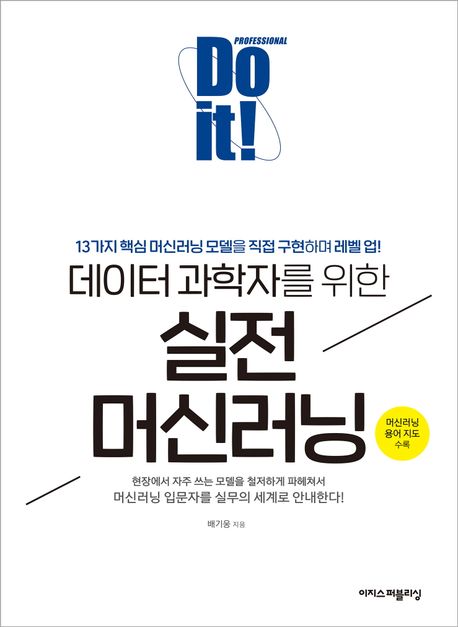 PROFESSIONAL
Do
it!
13가지 핵심 머신러닝 모델을 직접 구현하며 레벨 업!
데이터 과학자를 위한
실전
머신러닝
머신러닝
용어 지도
수록
현장에서 자주 쓰는 모델을 철저하게 파헤쳐서
머신러닝 입문자를 실무의 세계로 안내한다!
배기웅 지음
이지스퍼블리싱